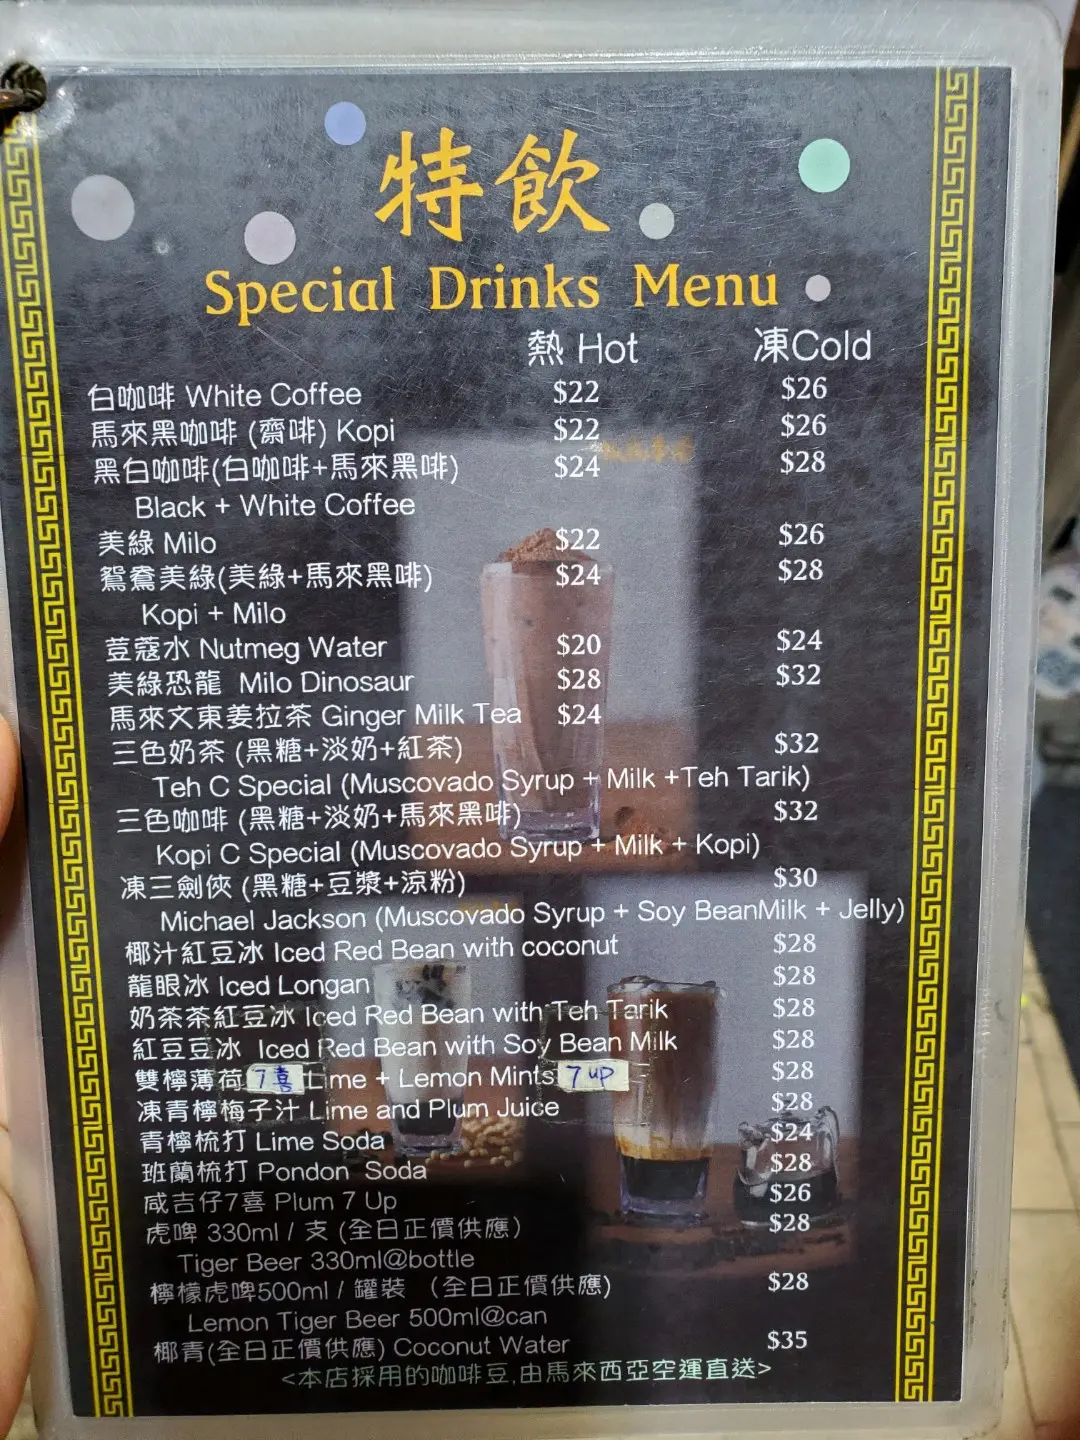 特飲
Special Drinks Menu
熱 Hot 凍Cold
白咖啡 White Coffee $22 $26
馬來黑咖啡 (齋啡) Kopi $22 $26
黑白咖啡(白咖啡+馬來黑啡) $24 $28
Black + White Coffee
美綠 Milo $22 $26
鴛鴦美綠(美綠+馬來黑啡) $24 $28
Kopi + Milo
荳蔻水 Nutmeg Water $20 $24
美綠恐龍 Milo Dinosaur $28 $32
馬來文東姜拉茶 Ginger Milk Tea $24
三色奶茶 (黑糖+淡奶+紅茶) $32
Teh C Special (Muscovado Syrup + Milk +Teh Tarik)
三色咖啡 (黑糖+淡奶+馬來黑啡) $32
Kopi C Special (Muscovado Syrup + Milk + Kopi)
凍三劍俠 (黑糖+豆漿+涼粉) $30
Michael Jackson (Muscovado Syrup + Soy BeanMilk + Jelly)
椰汁紅豆冰 Iced Red Bean with coconut $28
龍眼冰 Iced Longan $28
奶茶茶紅豆冰 Iced Red Bean with Teh Tarik $28
紅豆豆冰 Iced Red Bean with Soy Bean Milk $28
雙檸薄荷 7喜 Lime + Lemon Mints 7 up $28
凍青檸梅子汁 Lime and Plum Juice $28
青檸梳打 Lime Soda $24
班蘭梳打 Pondon Soda $28
咸吉仔7喜 Plum 7 Up $26
虎啤 330ml / 支 (全日正價供應) $28
Tiger Beer 330ml@bottle
檸檬虎啤500ml / 罐裝 (全日正價供應) $28
Lemon Tiger Beer 500ml@can
椰青(全日正價供應) Coconut Water $35
<本店採用的咖啡豆,由馬來西亞空運直送>